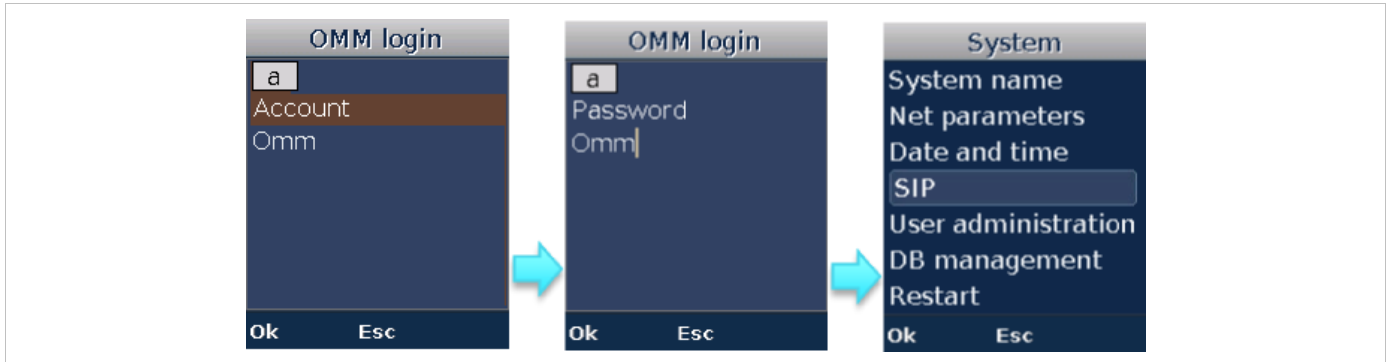 OMM login
a
Account
Omm
Ok Esc
OMM login
a
Password
Omm
Ok Esc
System
System name
Net parameters
Date and time
SIP
User administration
DB management
Restart
Ok Esc